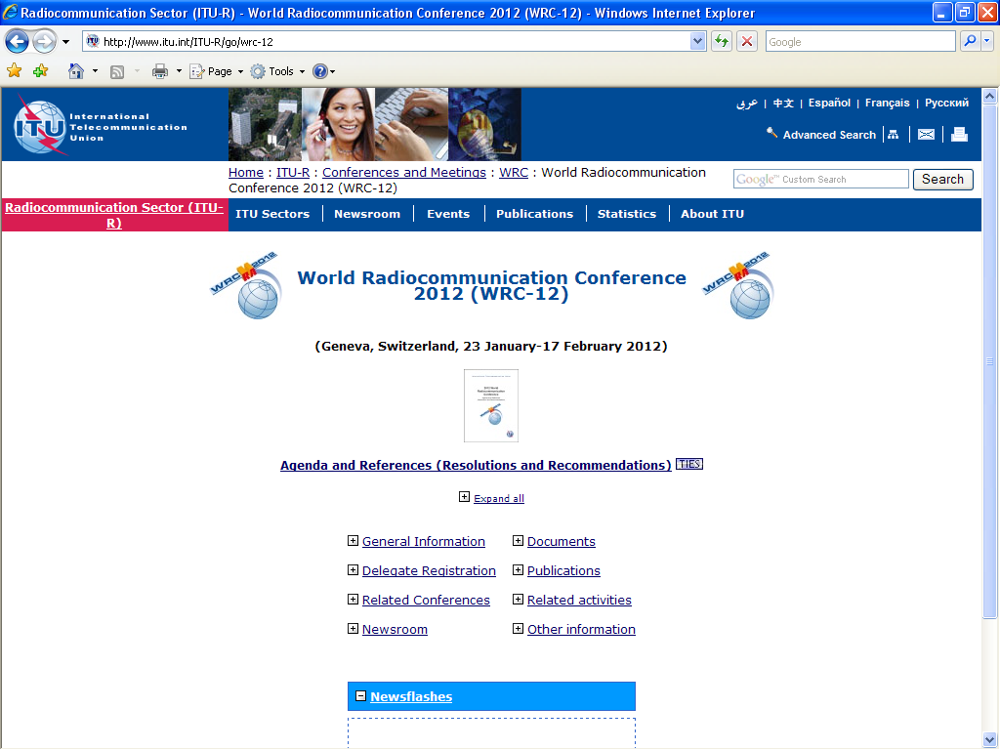 Radiocommunication Sector (ITU-R) - World Radiocommunication Conference 2012 (WRC-12) - Windows Internet Explorer
http://www.itu.int/ITU-R/go/wrc-12
Google
Page Tools
International
Telecommunication
Union
ITU
عربي | 中文 | Español | Français | Русский
Advanced Search
Home : ITU-R : Conferences and Meetings : WRC : World Radiocommunication
Conference 2012 (WRC-12)
Google™ Custom Search
Search
Radiocommunication Sector (ITU-
R)
ITU Sectors | Newsroom | Events | Publications | Statistics | About ITU
WRC RA 2012
World Radiocommunication Conference
2012 (WRC-12)
WRC RA 2012
(Geneva, Switzerland, 23 January-17 February 2012)
Agenda and References (Resolutions and Recommendations) TIES
Expand all
General Information
Documents
Delegate Registration
Publications
Related Conferences
Related activities
Newsroom
Other information
Newsflashes